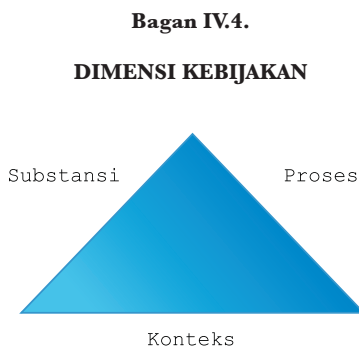 Bagan IV.4.
DIMENSI KEBIJAKAN
Substansi
Proses
Konteks